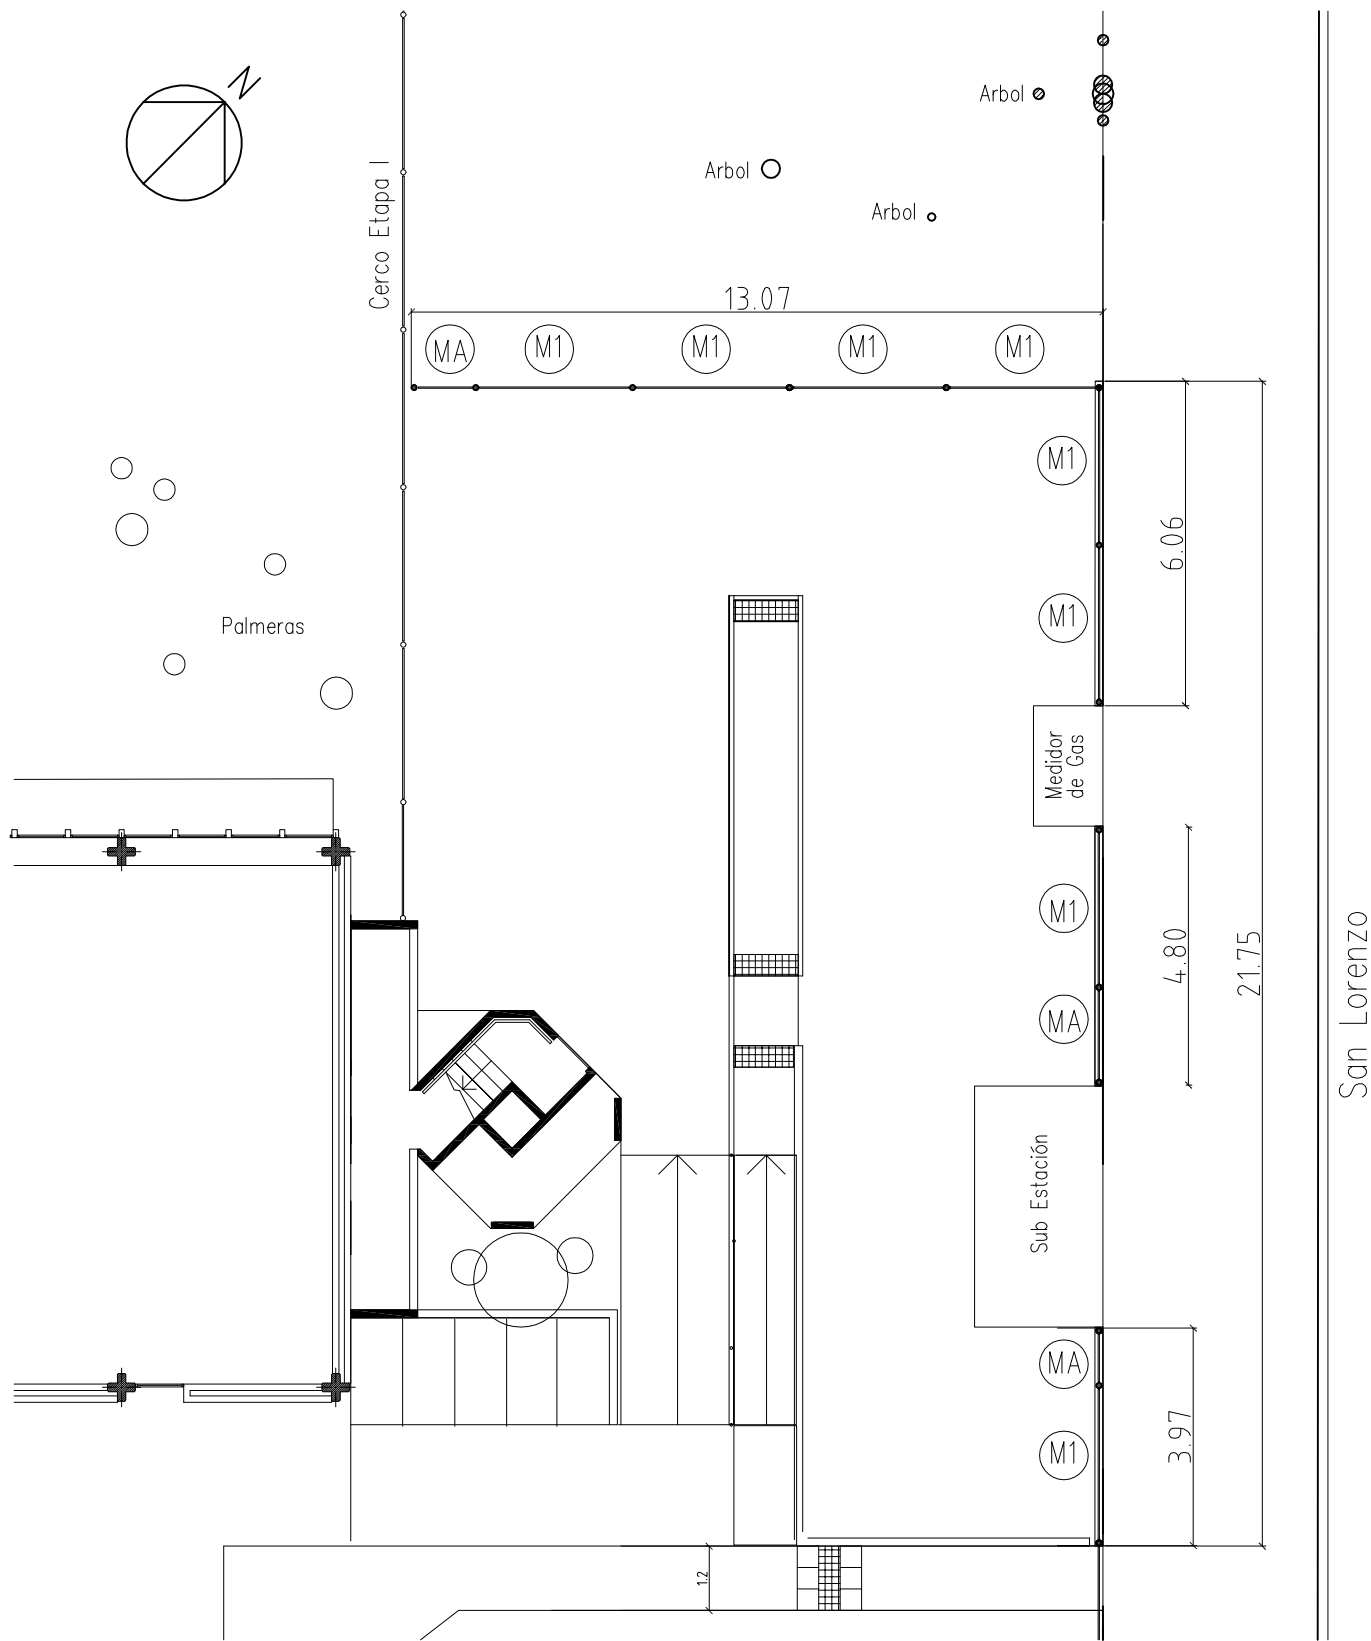 N
Arbol
Arbol
Arbol
Cerco Etapa I
13.07
MA
M1
M1
M1
M1
M1
6.06
M1
Palmeras
Medidor
de Gas
M1
4.80
21.75
MA
San Lorenzo
Sub Estación
MA
3.97
M1
1.2